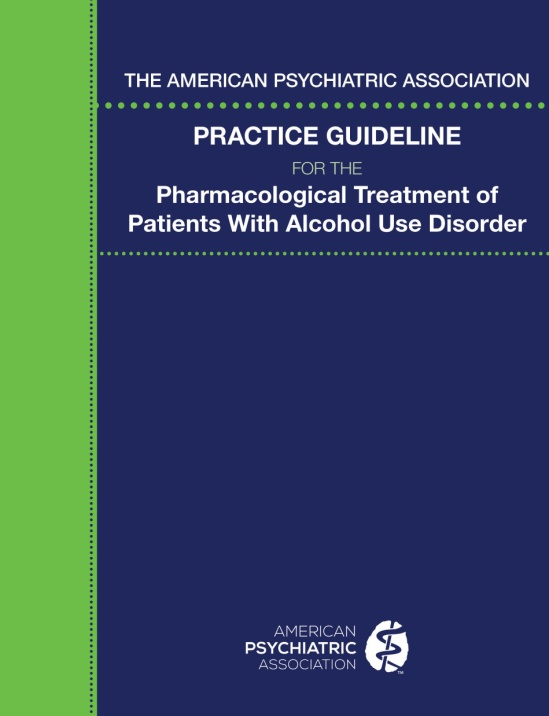 THE AMERICAN PSYCHIATRIC ASSOCIATION
PRACTICE GUIDELINE
FOR THE
Pharmacological Treatment of
Patients With Alcohol Use Disorder
AMERICAN
PSYCHIATRIC
ASSOCIATION
TM